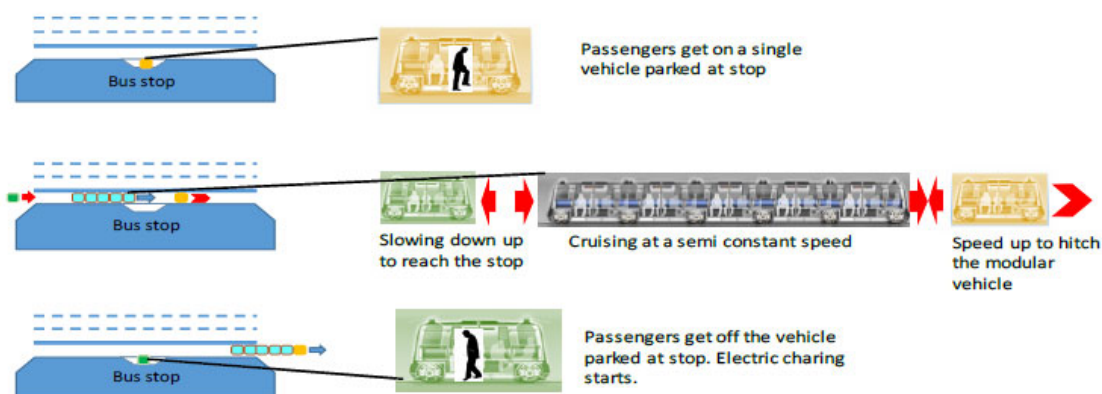 Bus stop
Passengers get on a single
vehicle parked at stop
Bus stop
Slowing down up
to reach the stop
Cruising at a semi constant speed
Speed up to hitch
the modular
vehicle
Bus stop
Passengers get off the vehicle
parked at stop. Electric charing
starts.